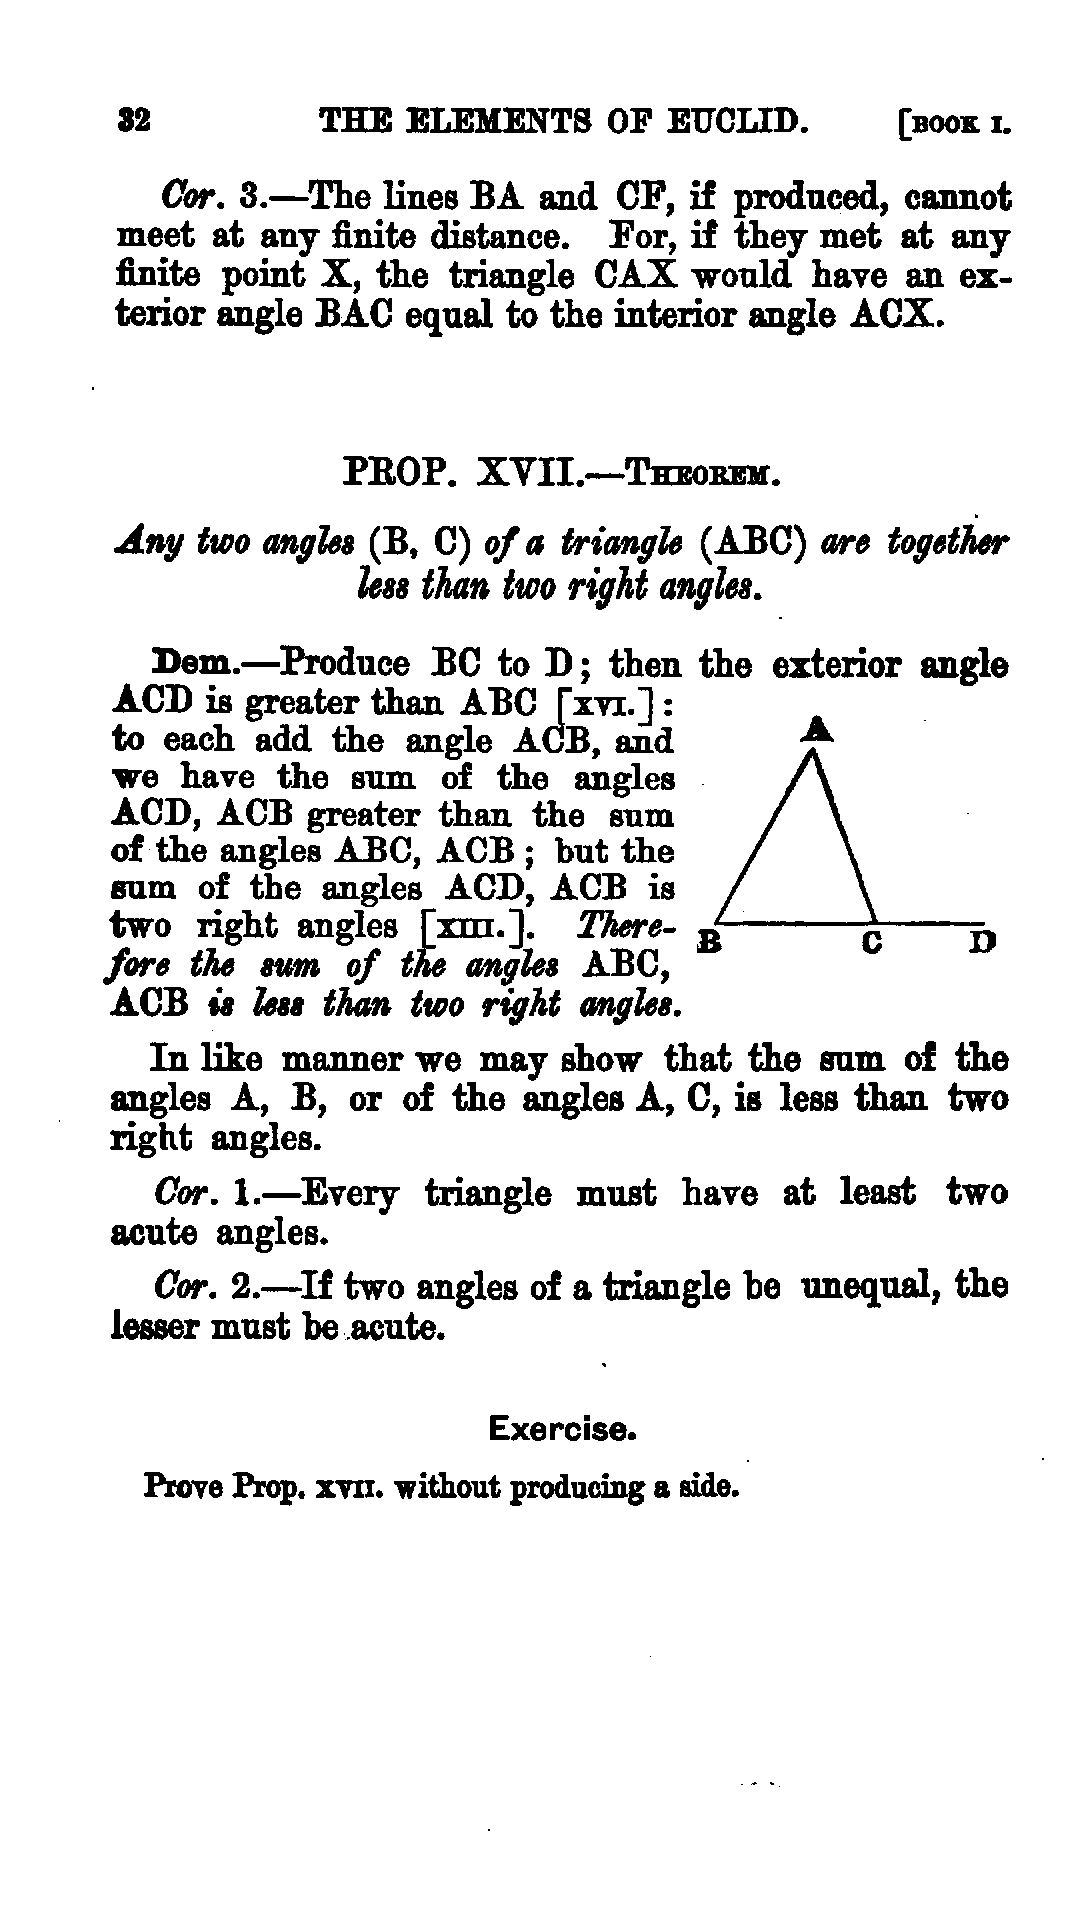 32 THE ELEMENTS OF EUCLID. [BOOK I.
Cor. 3.—The lines BA and CF, if produced, cannot
meet at any finite distance. For, if they met at any
finite point X, the triangle CAX would have an ex-
terior angle BAC equal to the interior angle ACX.
PROP. XVII.—THEOREM.
Any two angles (B, C) of a triangle (ABC) are together
less than two right angles.
Dem.—Produce BC to D; then the exterior angle
ACD is greater than ABC [XVI.]:
to each add the angle ACB, and
we have the sum of the angles
ACD, ACB greater than the sum
of the angles ABC, ACB; but the
sum of the angles ACD, ACB is
two right angles [XIII.]. There-
fore the sum of the angles ABC,
ACB is less than two right angles.
A
B C D
In like manner we may show that the sum of the
angles A, B, or of the angles A, C, is less than two
right angles.
Cor. 1.—Every triangle must have at least two
acute angles.
Cor. 2.—If two angles of a triangle be unequal, the
lesser must be acute.
Exercise.
Prove Prop. XVII. without producing a side.